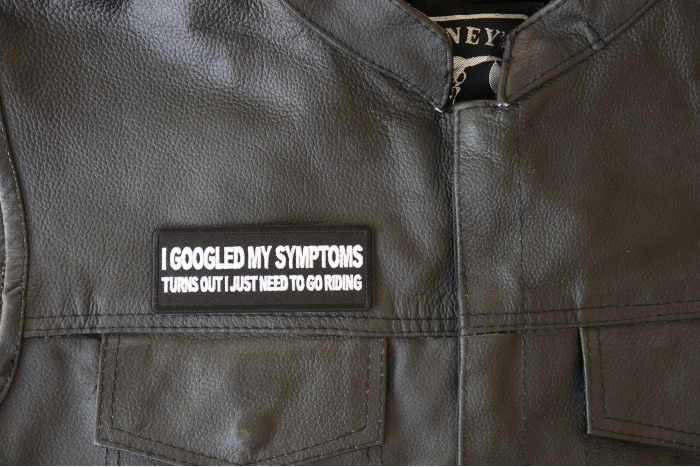 I GOOGLED MY SYMPTOMS
TURNS OUT I JUST NEED TO GO RIDING